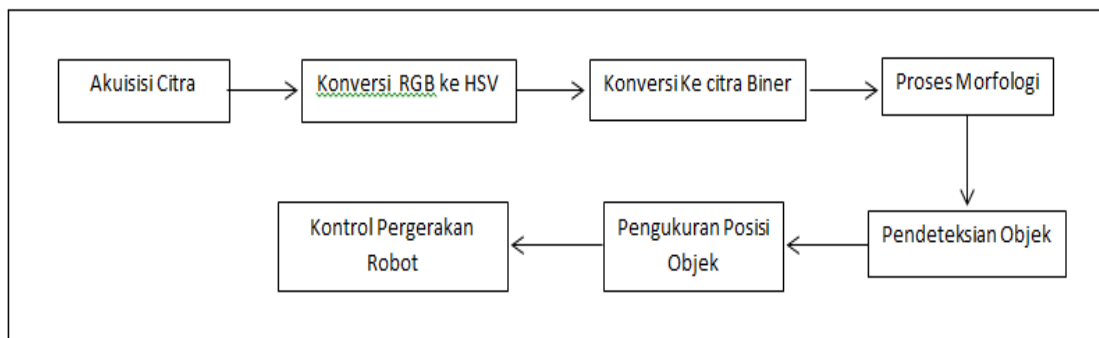 Akuisisi Citra
Konversi RGB ke HSV
Konversi Ke citra Biner
Proses Morfologi
Pendeteksian Objek
Pengukuran Posisi
Objek
Kontrol Pergerakan
Robot